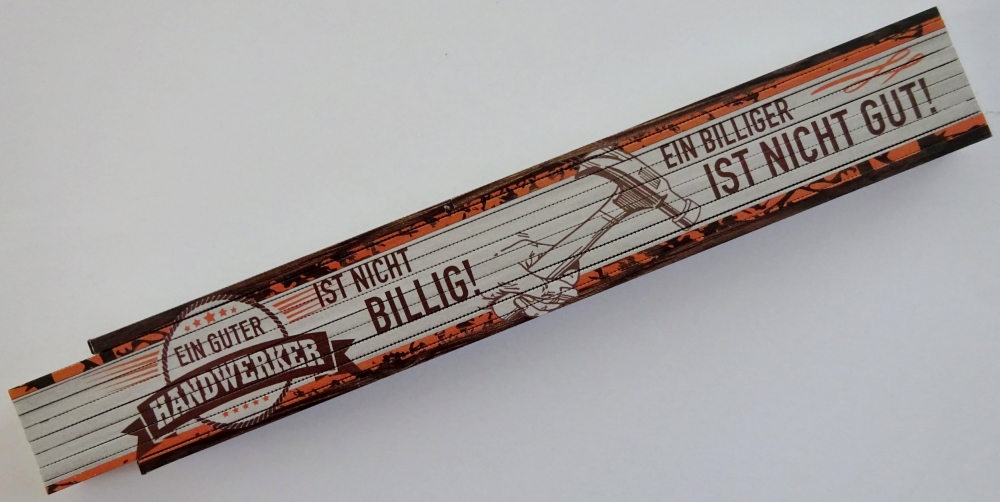 EIN GUTER
HANDWERKER
IST NICHT
BILLIG!
EIN BILLIGER
IST NICHT GUT!